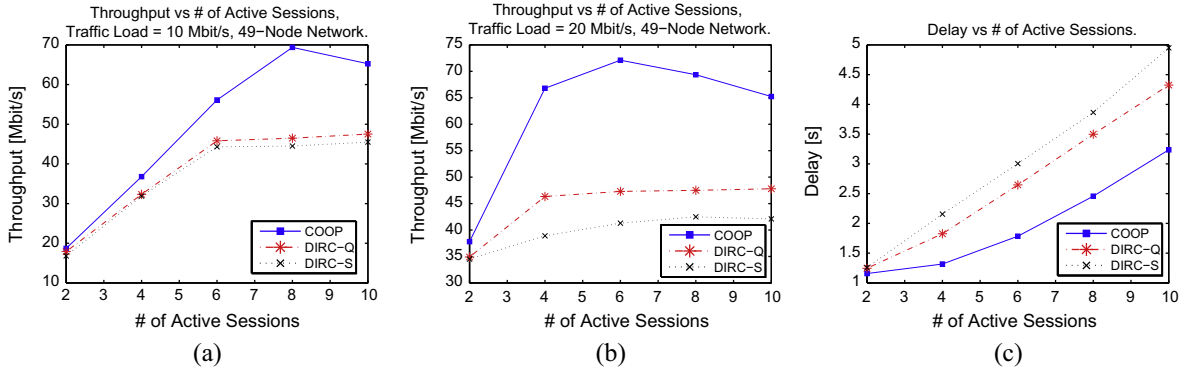 Throughput vs # of Active Sessions,
Traffic Load = 10 Mbit/s, 49-Node Network.
70
60
50
40
30
20
10
Throughput [Mbit/s]
COOP
DIRC-Q
DIRC-S
2 3 4 5 6 7 8 9 10
# of Active Sessions
(a)
Throughput vs # of Active Sessions,
Traffic Load = 20 Mbit/s, 49-Node Network.
75
70
65
60
55
50
45
40
35
30
Throughput [Mbit/s]
COOP
DIRC-Q
DIRC-S
2 3 4 5 6 7 8 9 10
# of Active Sessions
(b)
Delay vs # of Active Sessions.
5
4.5
4
3.5
3
2.5
2
1.5
1
Delay [s]
COOP
DIRC-Q
DIRC-S
2 3 4 5 6 7 8 9 10
# of Active Sessions
(c)